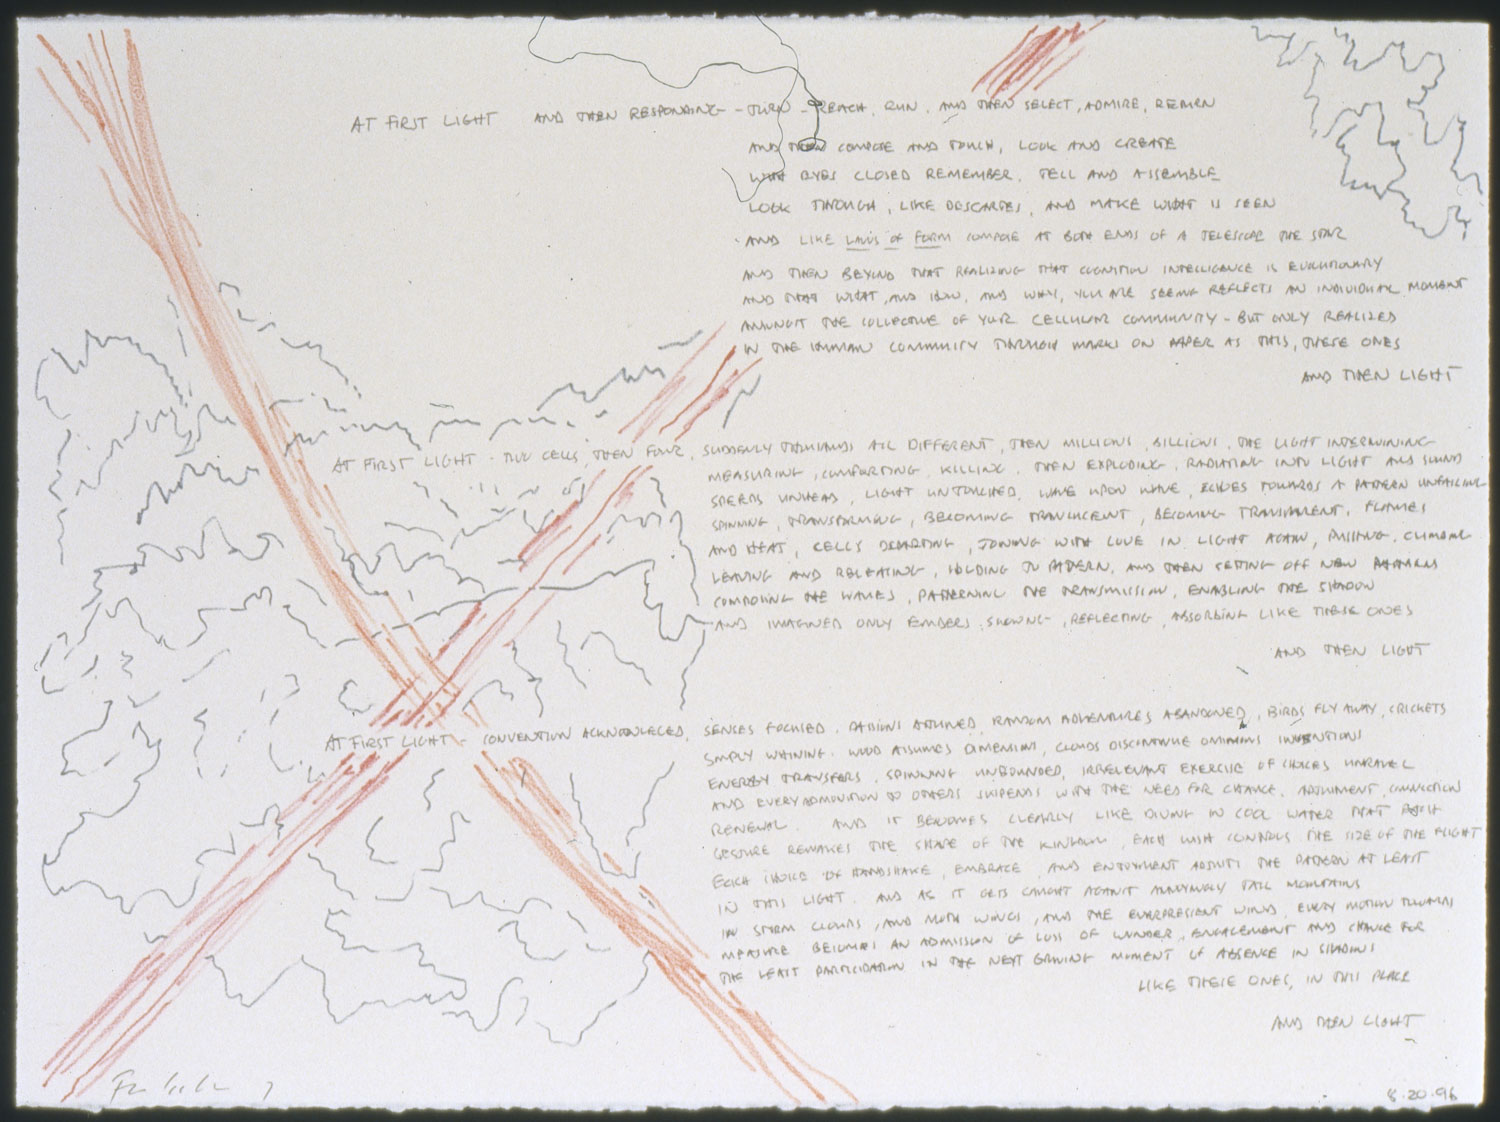 AT FIRST LIGHT AND THEN RESPONDING - TURN - REACH, RUN, AND THEN SELECT, ADMIRE, RETURN
AND THEN COMPOSE AND TOUCH, LOOK AND CREATE
WITH EYES CLOSED REMEMBER. TELL AND ASSEMBLE
LOOK THROUGH, LIKE DESCARTES, AND MAKE WHAT IS SEEN
AND LIKE LAWS OF FORM COMPOSE AT BOTH ENDS OF A TELESCOPE THE STAR
AND THEN BEYOND THAT REALIZING THAT COGNITION INTELLIGENCE IS EVOLUTIONARY
AND THAT WHAT, AND HOW, AND WHY, YOU ARE SEEING REFLECTS AN INDIVIDUAL MOMENT
AMONGST THE COLLECTIVE OF YOUR CELLULAR COMMUNITY - BUT ONLY REALIZED
IN THE HUMAN COMMUNITY THROUGH MARKS ON PAPER AS THIS, THESE ONES
AND THEN LIGHT
AT FIRST LIGHT - TWO CELLS, THEN FOUR, SUDDENLY THOUSANDS ALL DIFFERENT, THEN MILLIONS, BILLIONS, THE LIGHT INTERTWINING
MEASURING, COMFORTING, KILLING, THEN EXPLODING, RADIATING INTO LIGHT AND SOUND
SPEEDS UNHEAD, LIGHT UNTOUCHED. WAVE UPON WAVE, ECHOES TOWARDS A PATTERN UNFAILING
SPINNING, TRANSFORMING, BECOMING TRANSLUCENT, BECOMING TRANSPARENT, FLAMES
AND HEAT, CELLS DEPARTING, JOINING WITH LOVE IN LIGHT AGAIN, PULLING, CLIMBING
LEAVING AND RELEASING, HOLDING TO PATTERN, AND THEN SETTING OFF NEW PATTERNS
COMPOSING THE WAVES, PATTERNING THE TRANSMISSION, ENABLING THE SHADOW
AND IMAGINED ONLY EMBERS, SHOWING, REFLECTING, ABSORBING LIKE THESE ONES
AND THEN LIGHT
AT FIRST LIGHT - CONVENTION ACKNOWLEDGED, SENSES FOCUSED, PASSIONS ATTUNED, RANDOM ADVENTURES ABANDONED, BIRDS FLY AWAY, CRICKETS
SIMPLY WHINING. WOOD ASSUMES DIMENSION, CLOUDS DISCONTINUE OMINOUS INVENTIONS
ENERGY TRANSFERS, SPINNING UNBOUNDED, IRRELEVANT EXERCISE OF CHOICES UNRAVEL
AND EVERY ADMONITION TO OTHERS SUSPENDS WITH THE NEED FOR CHANGE, ADJUSTMENT, CONNECTION
RENEWAL. AND IT BECOMES CLEARLY LIKE DIVING IN COOL WATER THAT EACH
GESTURE REMAKES THE SHAPE OF THE KINGDOM, EACH WISH CONTROLS THE SIZE OF THE FLIGHT
EACH CHOICE OF HANDSHAKE, EMBRACE, AND ENJOYMENT ADJUSTS THE PATTERN AT LEAST
IN THIS LIGHT. AND AS IT GETS CAUGHT AGAINST ANNOYINGLY TALL MOUNTAINS
IN STORM CLOUDS, AND MOTH WINGS, AND THE EVERPRESENT WIND, EVERY MOTION TOWARDS
MEASURE BECOMES AN ADMISSION OF LOSS OF WONDER, ENGAGEMENT AND CHANGE FOR
THE LEAST PARTICIPATION IN THE NEXT GROWING MOMENT OF ABSENCE IN SHADOWS
LIKE THESE ONES, IN THIS PLACE
AND THEN LIGHT
8.20.96